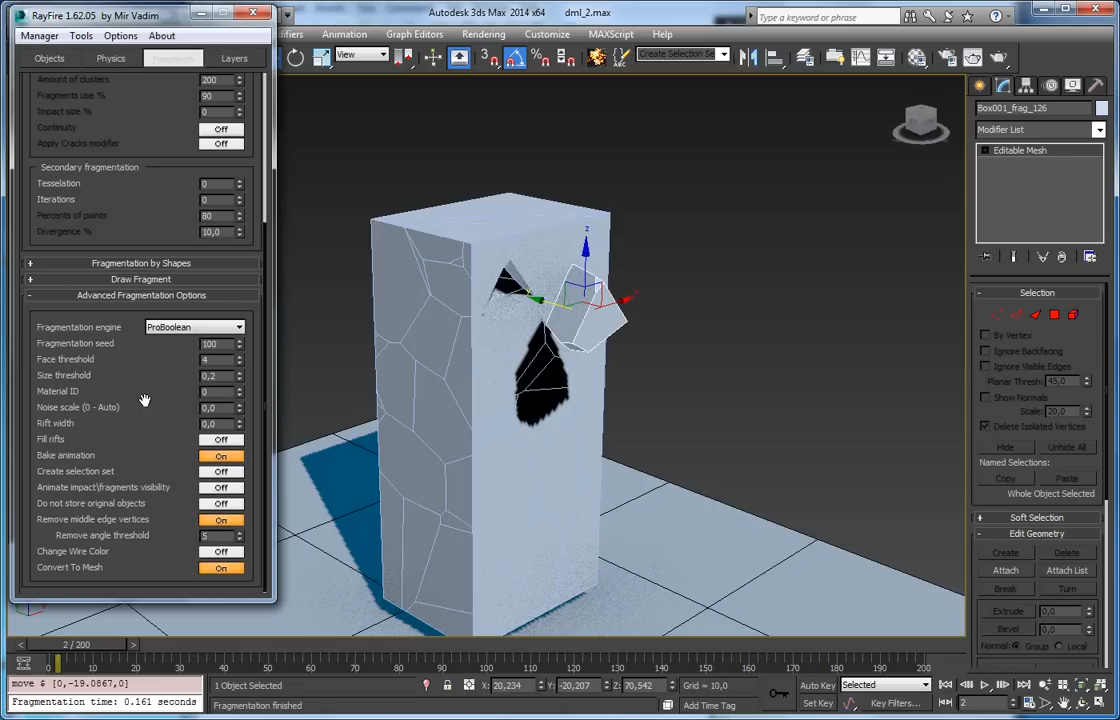 RayFire 1.62.05 by Mir Vadim
Autodesk 3ds Max 2014 x64 dml_2.max
Type a keyword or phrase
Manager Tools Options About
ifiers Animation Graph Editors Rendering Customize MAXScript Help
View
Create Selection Se
Objects Physics Fragments Layers
Amount of clusters 200
Fragments use % 90
Impact size % 0
Continuity Off
Apply Cracks modifier Off
Secondary fragmentation
Tesselation 0
Iterations 0
Percents of points 80
Divergence % 10,0
+ Fragmentation by Shapes
+ Draw Fragment
- Advanced Fragmentation Options
Fragmentation engine ProBoolean
Fragmentation seed 100
Face threshold 4
Size threshold 0,2
Material ID 0
Noise scale (0 - Auto) 0,0
Rift width 0,0
Fill rifts Off
Bake animation On
Create selection set Off
Animate impact\fragments visibility Off
Do not store original objects Off
Remove middle edge vertices On
Remove angle threshold 5
Change Wire Color Off
Convert To Mesh On
z
x
Box001_frag_126
Modifier List
Editable Mesh
- Selection
By Vertex
Ignore Backfacing
Ignore Visible Edges
Planar Thresh: 45,0
Show Normals
Scale: 20,0
Delete Isolated Vertices
Hide Unhide All
Named Selections
Copy Paste
Whole Object Selected
+ Soft Selection
- Edit Geometry
Create Delete
Attach Attach List
Break Turn
Extrude 0,0
Bevel 0,0
Normal: Group Local
< 2 / 200 >
0 10 20 30 40 50 60 70 80 90 100 110 120 130 140 150 160 170 180 190 200
move $ [0,-19.0867,0]
Fragmentation time: 0.161 seconds
1 Object Selected
Fragmentation finished
X: 20,234 Y: -20,207 Z: 70,542 Grid = 10,0
Add Time Tag
Auto Key Selected
Set Key Key Filters...
2